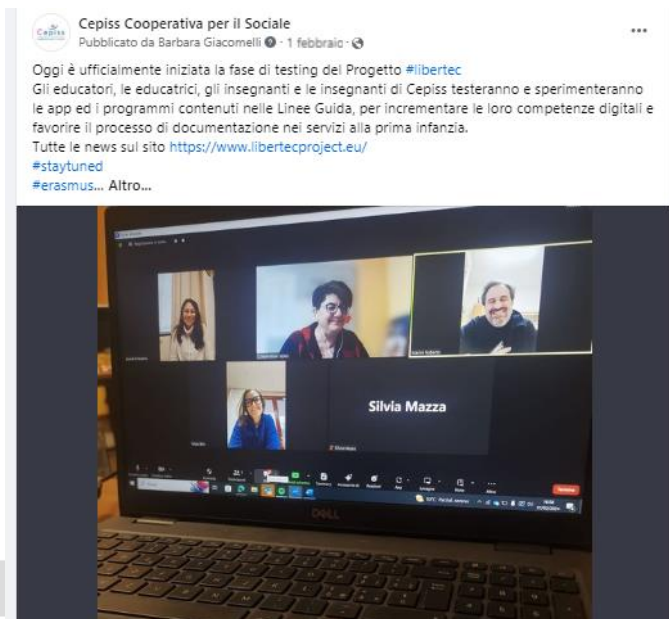 Cepiss
Cepiss Cooperativa per il Sociale
Pubblicato da Barbara Giacomelli · 1 febbraio ·
Oggi è ufficialmente iniziata la fase di testing del Progetto #libertec
Gli educatori, le educatrici, gli insegnanti e le insegnanti di Cepiss testeranno e sperimenteranno
le app ed i programmi contenuti nelle Linee Guida, per incrementare le loro competenze digitali e
favorire il processo di documentazione nei servizi alla prima infanzia.
Tutte le news sul sito https://www.libertecproject.eu/
#staytuned
#erasmus... Altro...
Silvia Mazza
DELL